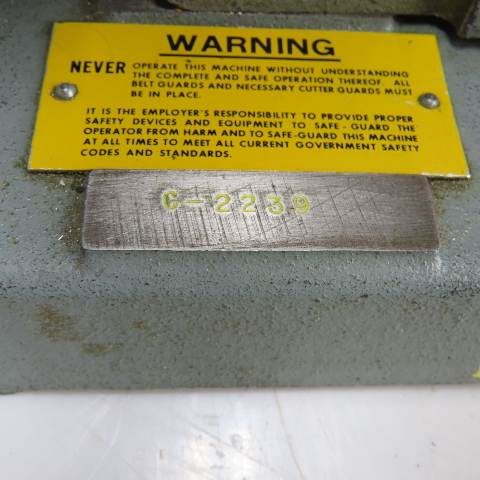 WARNING
NEVER OPERATE THIS MACHINE WITHOUT UNDERSTANDING
THE COMPLETE AND SAFE OPERATION THEREOF. ALL
BELT GUARDS AND NECESSARY CUTTER GUARDS MUST
BE IN PLACE.
IT IS THE EMPLOYER'S RESPONSIBILITY TO PROVIDE PROPER
SAFETY DEVICES AND EQUIPMENT TO SAFE-GUARD THE
OPERATOR FROM HARM AND TO SAFE-GUARD THIS MACHINE
AT ALL TIMES TO MEET ALL CURRENT GOVERNMENT SAFETY
CODES AND STANDARDS.
G-2239